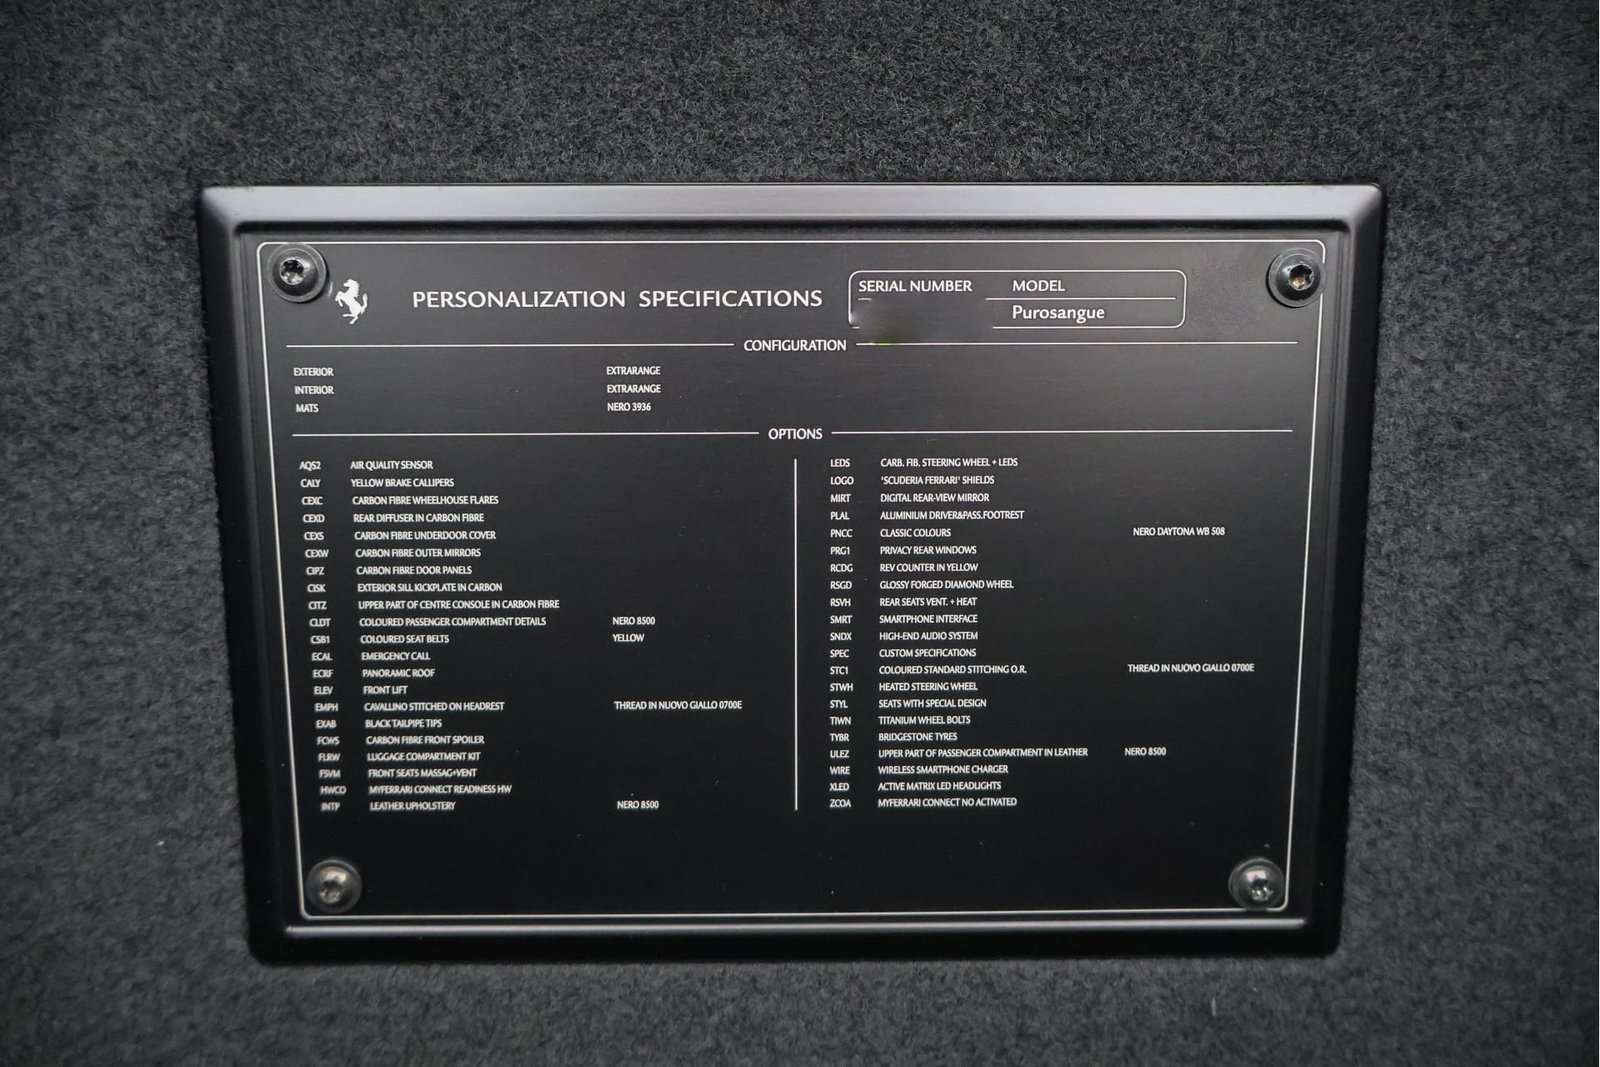 PERSONALIZATION SPECIFICATIONS
SERIAL NUMBER MODEL
Purosangue
CONFIGURATION
EXTERIOR EXTRARANGE
INTERIOR EXTRARANGE
MATS NERO 3936
OPTIONS
AQS2 AIR QUALITY SENSOR
CALY YELLOW BRAKE CALLIPERS
CEXC CARBON FIBRE WHEELHOUSE FLARES
CEXD REAR DIFFUSER IN CARBON FIBRE
CEXS CARBON FIBRE UNDERDOOR COVER
CEXW CARBON FIBRE OUTER MIRRORS
CIPZ CARBON FIBRE DOOR PANELS
CISK EXTERIOR SILL KICKPLATE IN CARBON
CITZ UPPER PART OF CENTRE CONSOLE IN CARBON FIBRE
CLDT COLOURED PASSENGER COMPARTMENT DETAILS NERO 8500
CSB1 COLOURED SEAT BELTS YELLOW
ECAL EMERGENCY CALL
ECRF PANORAMIC ROOF
ELEV FRONT LIFT
EMPH CAVALLINO STITCHED ON HEADREST THREAD IN NUOVO GIALLO 0700E
EXAB BLACK TAILPIPE TIPS
FCWS CARBON FIBRE FRONT SPOILER
FLRW LUGGAGE COMPARTMENT KIT
FSVM FRONT SEATS MASSAG+VENT
HWCO MYFERRARI CONNECT READINESS HW
INTP LEATHER UPHOLSTERY NERO 8500
LEDS CARB. FIB. STEERING WHEEL + LEDS
LOGO 'SCUDERIA FERRARI' SHIELDS
MIRT DIGITAL REAR-VIEW MIRROR
PLAL ALUMINIUM DRIVER&PASS.FOOTREST
PNCC CLASSIC COLOURS NERO DAYTONA WB 508
PRG1 PRIVACY REAR WINDOWS
RCDG REV COUNTER IN YELLOW
RSGD GLOSSY FORGED DIAMOND WHEEL
RSVH REAR SEATS VENT. + HEAT
SMRT SMARTPHONE INTERFACE
SNDX HIGH-END AUDIO SYSTEM
SPEC CUSTOM SPECIFICATIONS
STC1 COLOURED STANDARD STITCHING O.R. THREAD IN NUOVO GIALLO 0700E
STWH HEATED STEERING WHEEL
STYL SEATS WITH SPECIAL DESIGN
TIWN TITANIUM WHEEL BOLTS
TYBR BRIDGESTONE TYRES
ULEZ UPPER PART OF PASSENGER COMPARTMENT IN LEATHER NERO 8500
WIRE WIRELESS SMARTPHONE CHARGER
XLED ACTIVE MATRIX LED HEADLIGHTS
ZCOA MYFERRARI CONNECT NO ACTIVATED